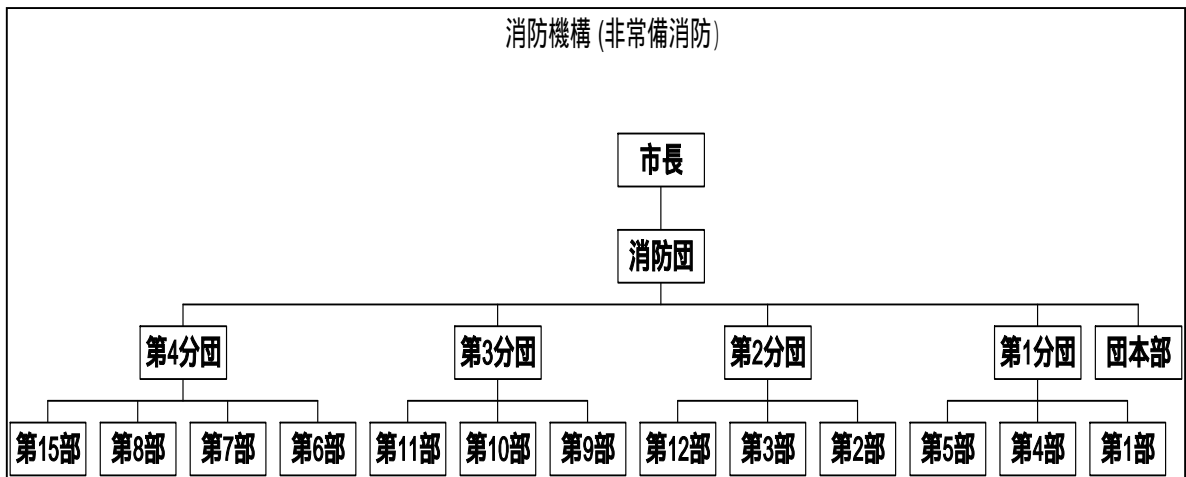 消防機構 (非常備消防)
市長
消防団
第4分団 第3分団 第2分団 第1分団 団本部
第15部 第8部 第7部 第6部 第11部 第10部 第9部 第12部 第3部 第2部 第5部 第4部 第1部